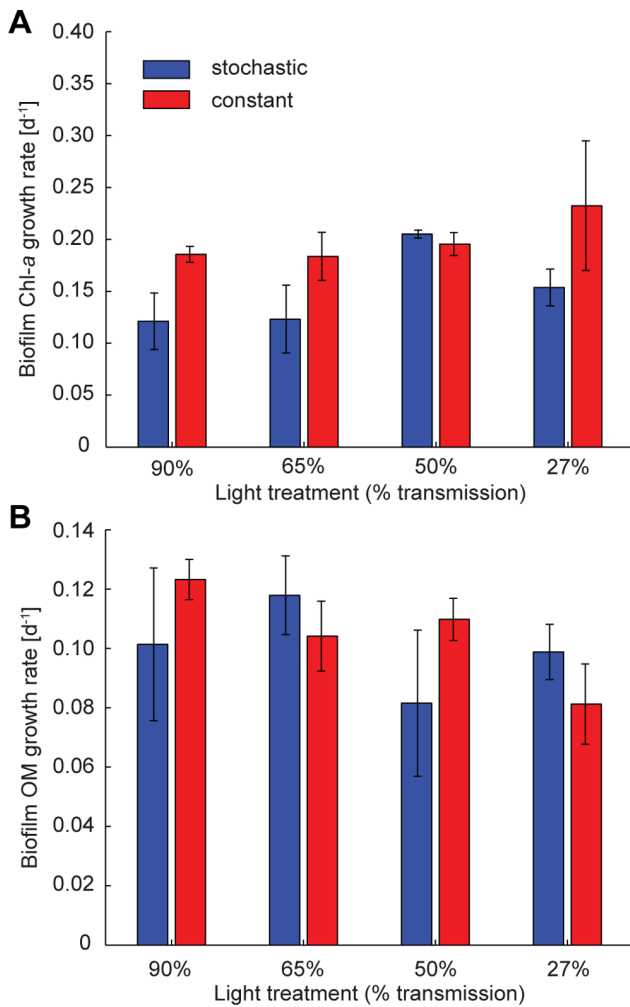 A
Biofilm Chl-a growth rate [d-1]
0.40
0.35
0.30
0.25
0.20
0.15
0.10
0.05
0
stochastic
constant
90% 65% 50% 27%
Light treatment (% transmission)
B
Biofilm OM growth rate [d-1]
0.14
0.12
0.10
0.08
0.06
0.04
0.02
0
90% 65% 50% 27%
Light treatment (% transmission)